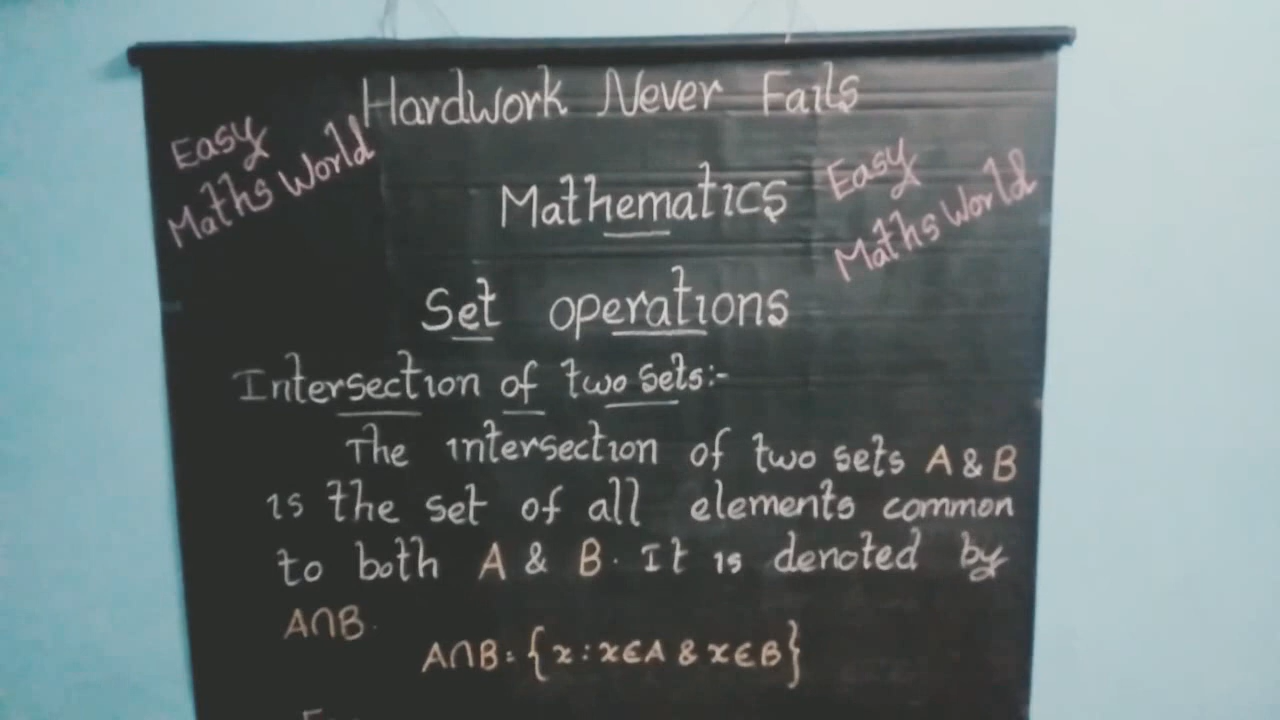 Hardwork Never Fails
Easy
Maths World
Easy
Maths World
Mathematics
Set operations
Intersection of two sets:-
The intersection of two sets A & B
is the set of all elements common
to both A & B. It is denoted by
A∩B.
A∩B = {x : x∈A & x∈B}